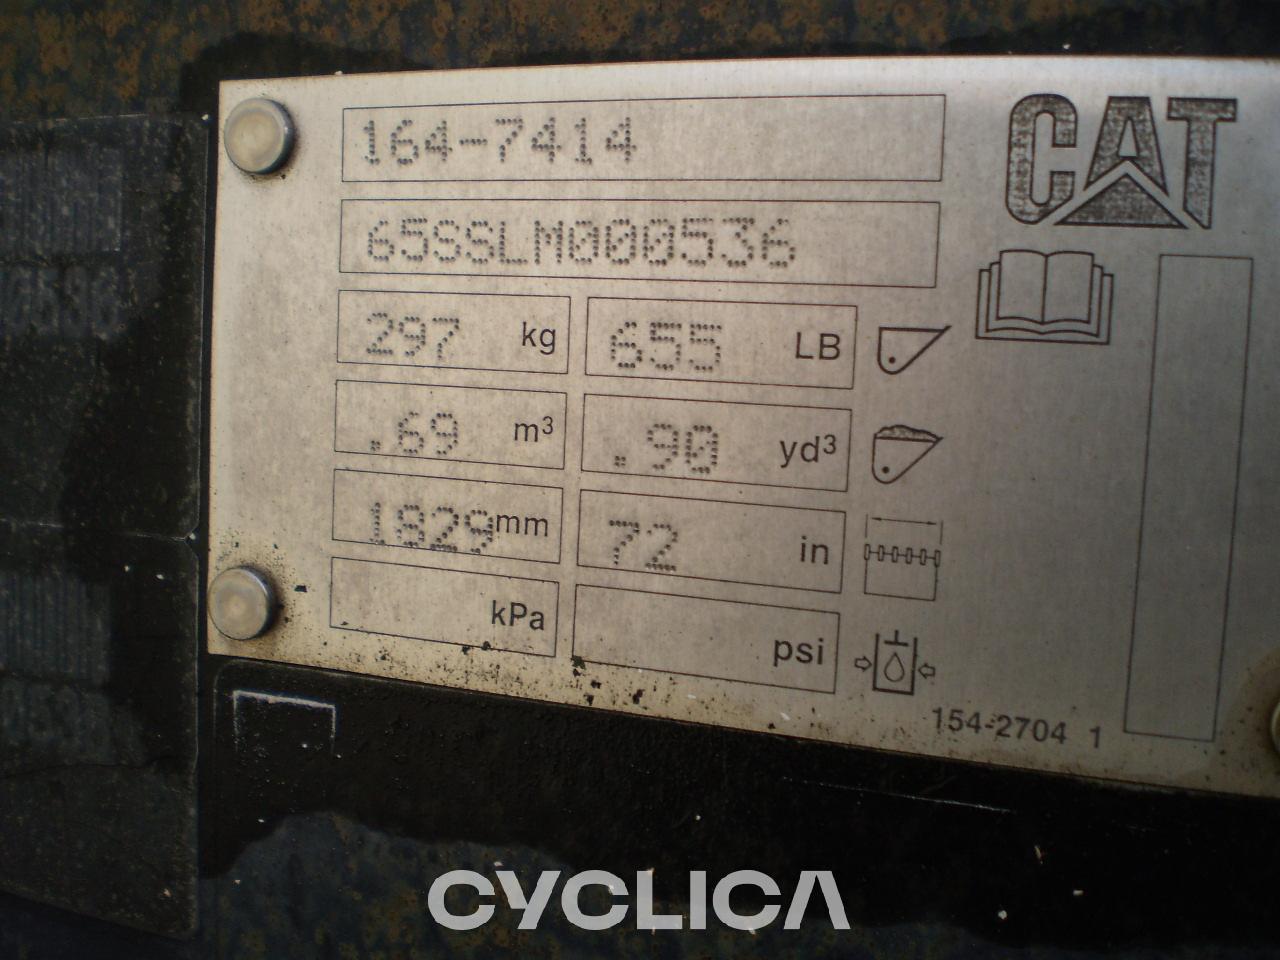 164-7414
CAT
65SSLM000536
297 kg 655 LB
.69 m³ .90 yd³
1829 mm 72 in
kPa psi
154-2704 1
CYCLICA